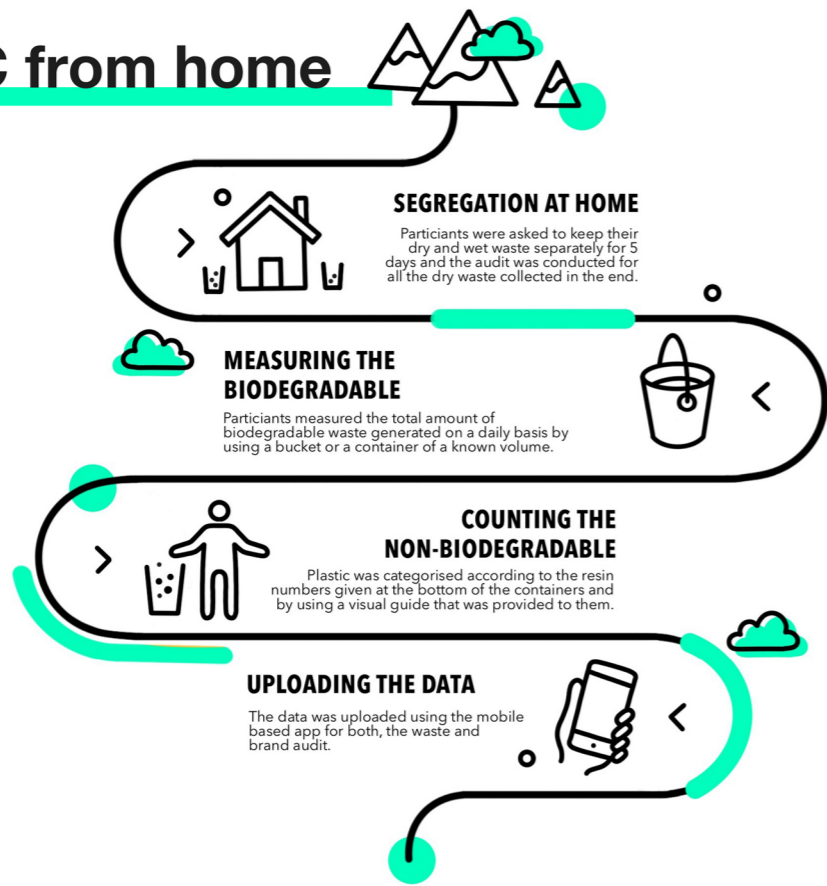 C from home
SEGREGATION AT HOME
Particiants were asked to keep their
dry and wet waste separately for 5
days and the audit was conducted for
all the dry waste collected in the end.
MEASURING THE
BIODEGRADABLE
Particiants measured the total amount of
biodegradable waste generated on a daily basis by
using a bucket or a container of a known volume.
COUNTING THE
NON-BIODEGRADABLE
Plastic was categorised according to the resin
numbers given at the bottom of the containers and
by using a visual guide that was provided to them.
UPLOADING THE DATA
The data was uploaded using the mobile
based app for both, the waste and
brand audit.